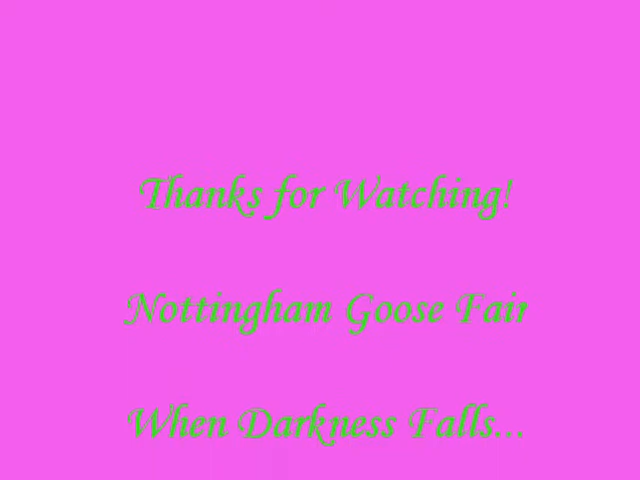 Thanks for Watching!
Nottingham Goose Fair
When Darkness Falls...